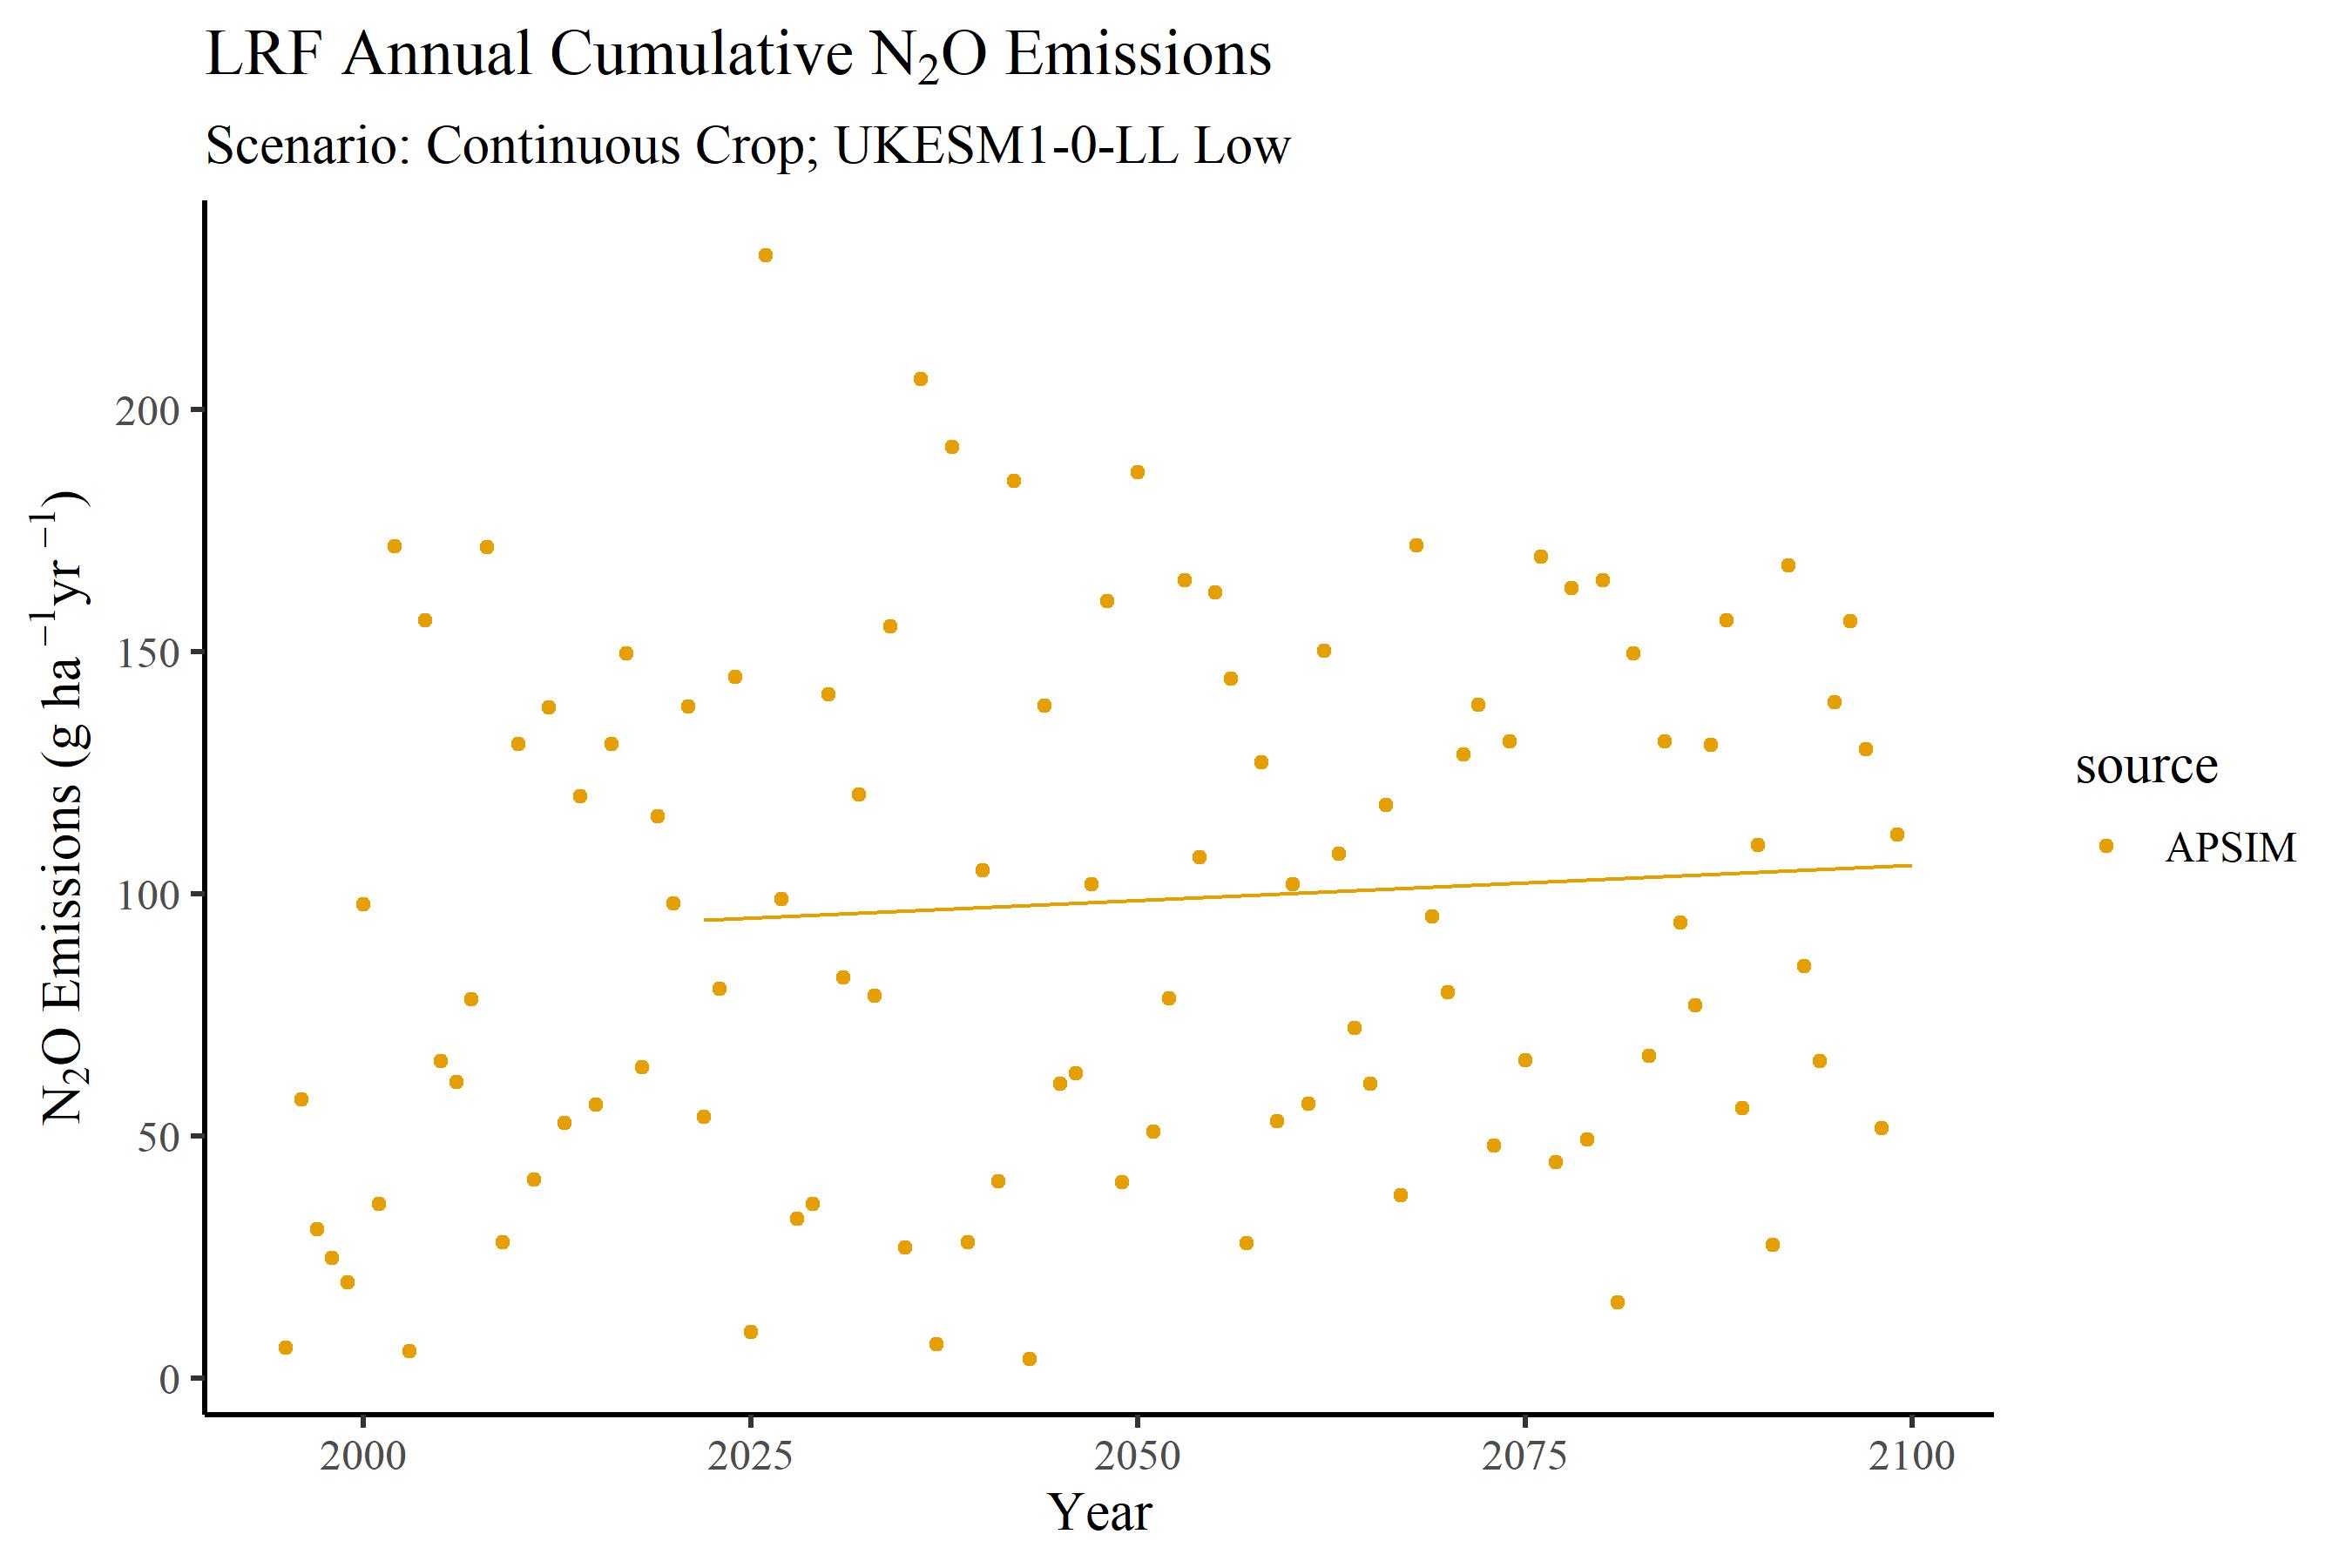 LRF Annual Cumulative N₂O Emissions
Scenario: Continuous Crop; UKESM1-0-LL Low
N₂O Emissions (g ha ⁻¹yr ⁻¹)
200
150
100
50
0
2000 2025 2050 2075 2100
Year
source
APSIM